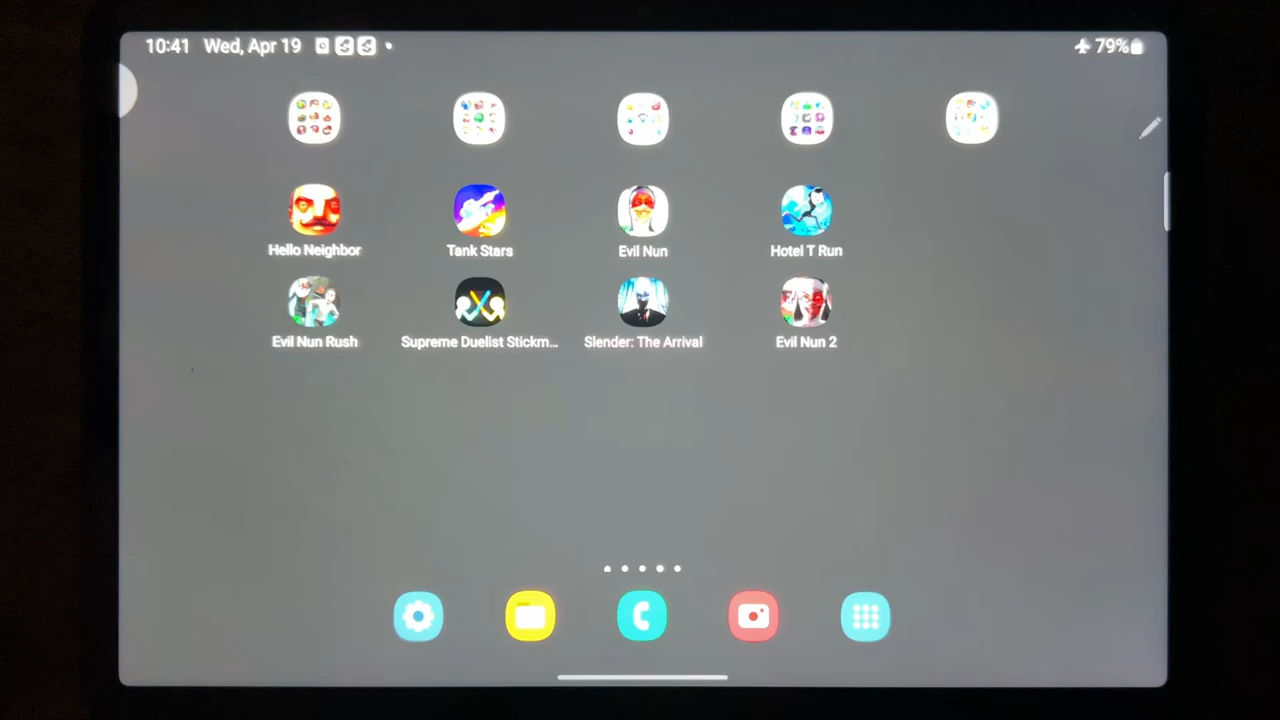 10:41 Wed, Apr 19 79%
Hello Neighbor Tank Stars Evil Nun Hotel T Run
Evil Nun Rush Supreme Duelist Stickm... Slender: The Arrival Evil Nun 2